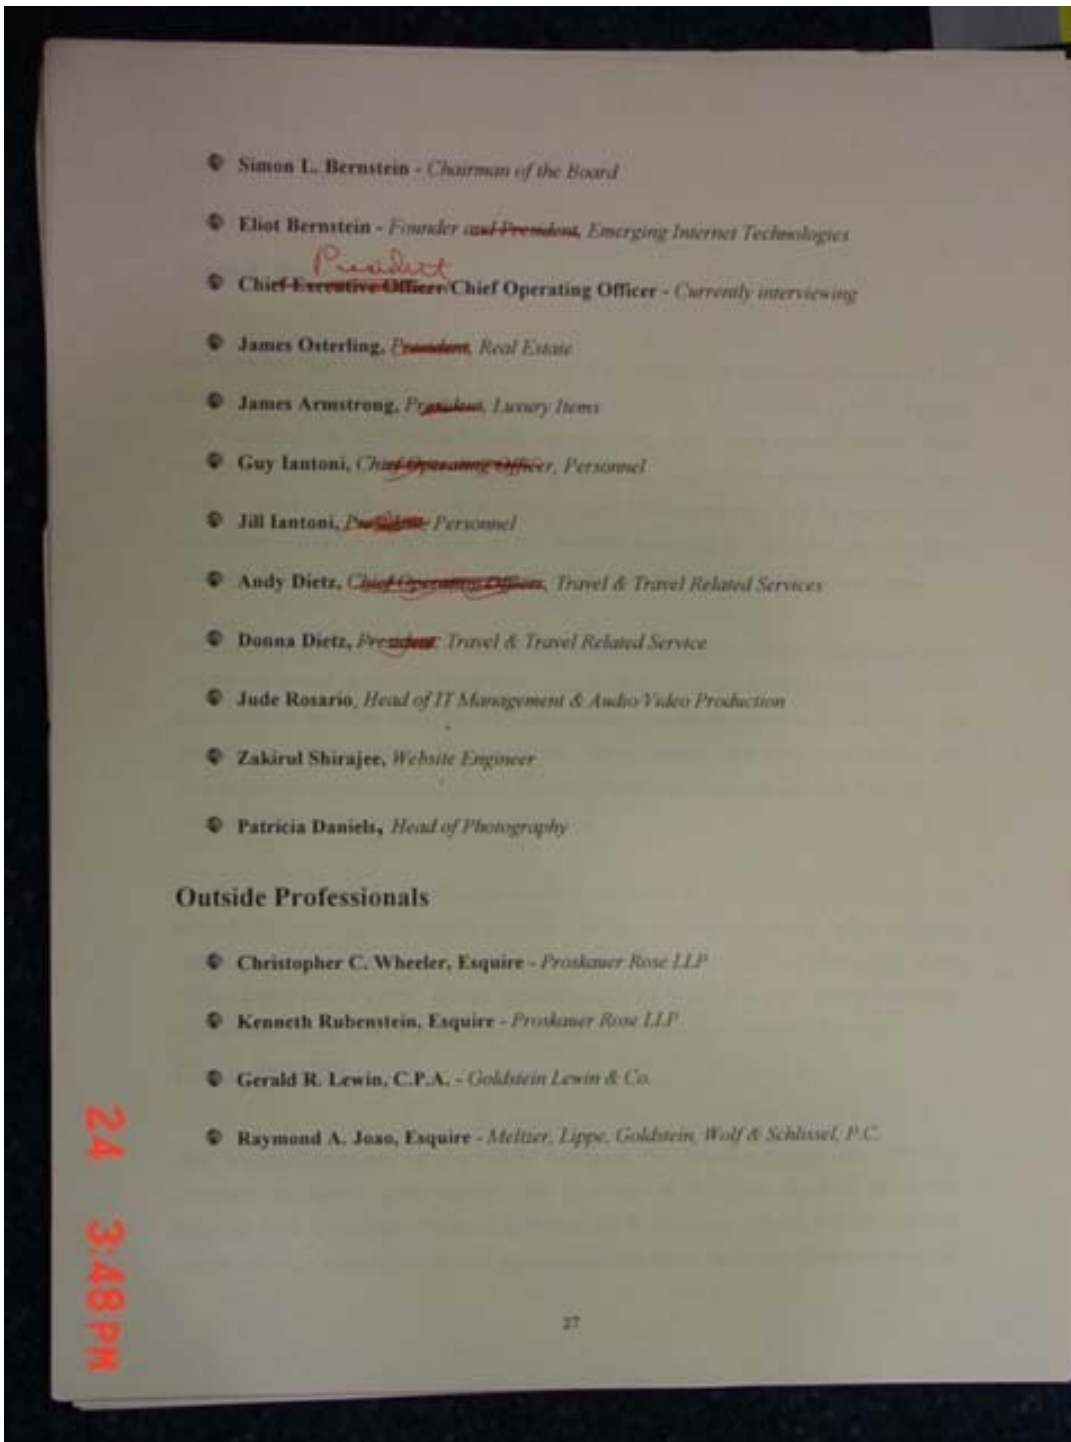 Simon L. Bernstein - Chairman of the Board
Eliot Bernstein - Founder and President, Emerging Internet Technologies
President
Chief Executive Officer/Chief Operating Officer - Currently interviewing
James Osterling, President, Real Estate
James Armstrong, President, Luxury Items
Guy Iantoni, Chief Operating Officer, Personnel
Jill Iantoni, President, Personnel
Andy Dietz, Chief Operating Officer, Travel & Travel Related Services
Donna Dietz, President, Travel & Travel Related Service
Jude Rosario, Head of IT Management & Audio/Video Production
Zakirul Shirajee, Website Engineer
Patricia Daniels, Head of Photography
Outside Professionals
Christopher C. Wheeler, Esquire - Proskauer Rose LLP
Kenneth Rubenstein, Esquire - Proskauer Rose LLP
Gerald R. Lewin, C.P.A. - Goldstein Lewin & Co.
Raymond A. Joao, Esquire - Meltzer, Lippe, Goldstein, Wolf & Schlissel, P.C.
27
24 3:48 PM